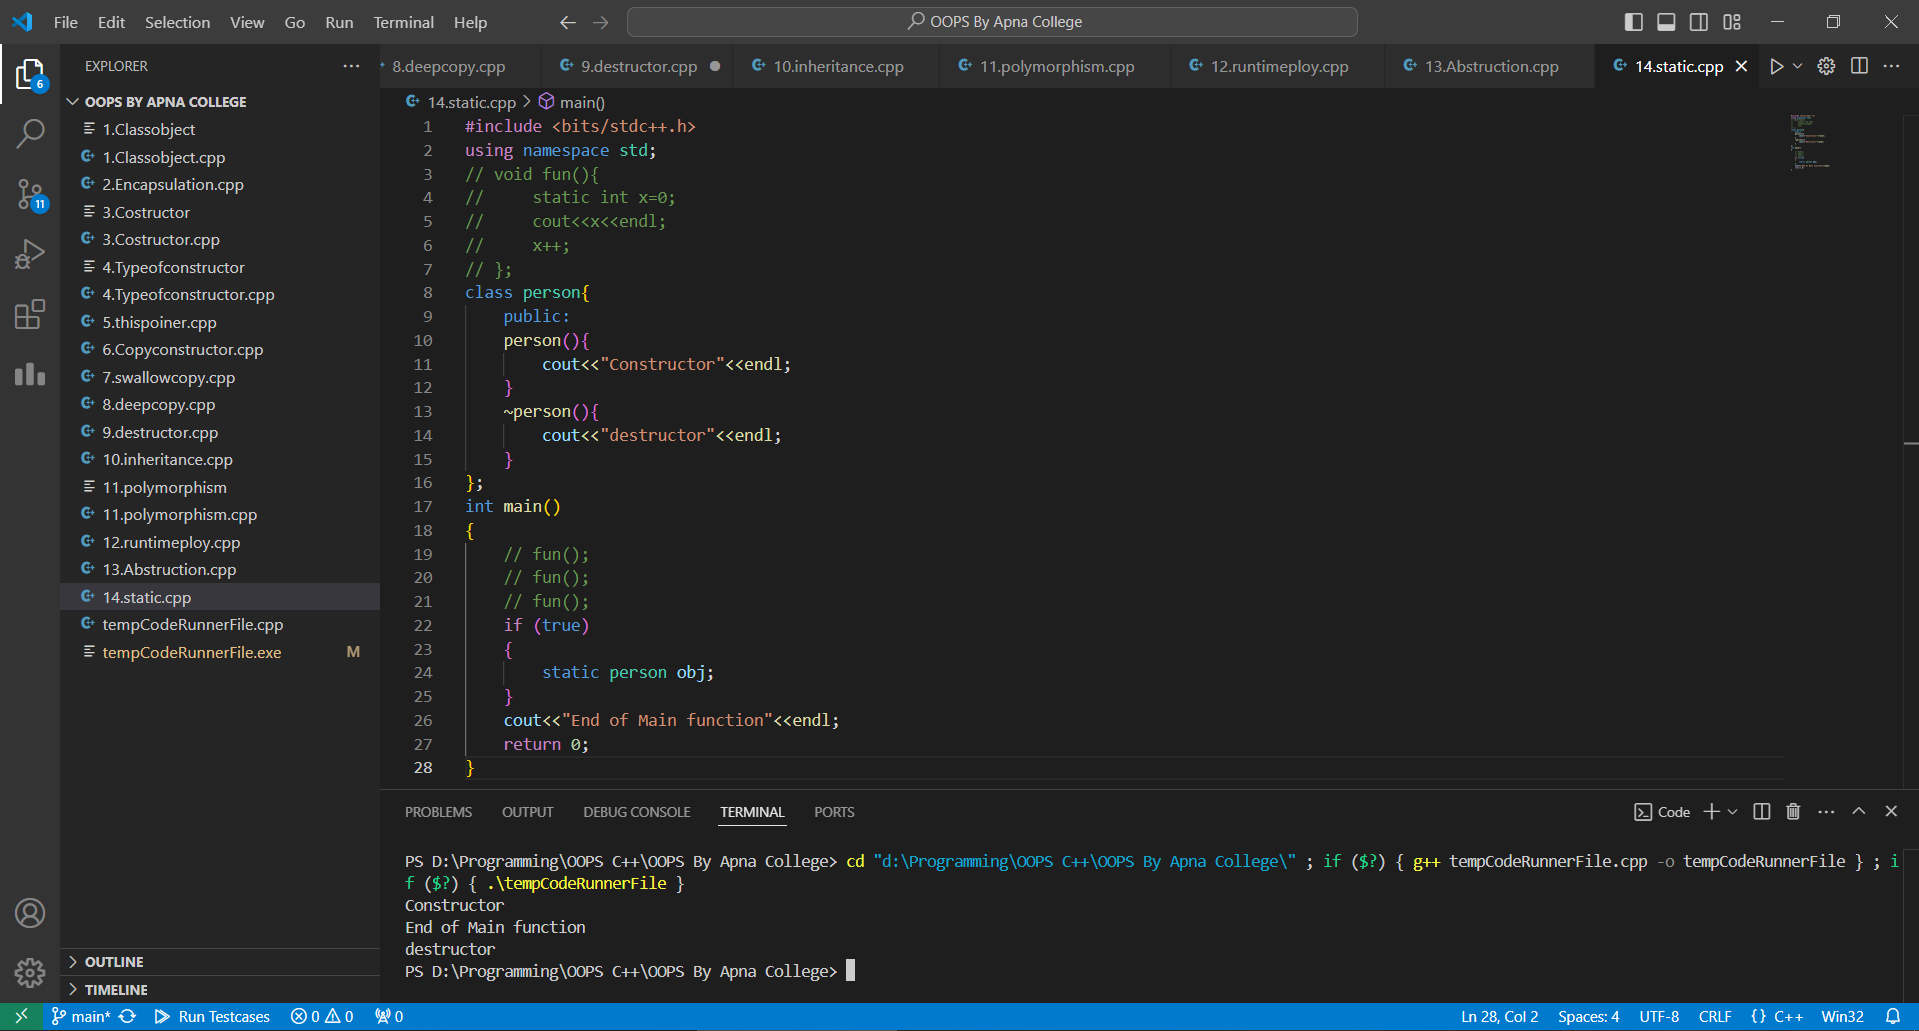 File Edit Selection View Go Run Terminal Help
OOPS By Apna College
EXPLORER
8.deepcopy.cpp 9.destructor.cpp 10.inheritance.cpp 11.polymorphism.cpp 12.runtimeploy.cpp 13.Abstruction.cpp 14.static.cpp
6
11
OOPS BY APNA COLLEGE
1.Classobject
1.Classobject.cpp
2.Encapsulation.cpp
3.Costructor
3.Costructor.cpp
4.Typeofconstructor
4.Typeofconstructor.cpp
5.thispoiner.cpp
6.Copyconstructor.cpp
7.swallowcopy.cpp
8.deepcopy.cpp
9.destructor.cpp
10.inheritance.cpp
11.polymorphism
11.polymorphism.cpp
12.runtimeploy.cpp
13.Abstruction.cpp
14.static.cpp
tempCodeRunnerFile.cpp
tempCodeRunnerFile.exe M
OUTLINE
TIMELINE
14.static.cpp > main()
1 #include <bits/stdc++.h>
2 using namespace std;
3 // void fun(){
4 //     static int x=0;
5 //     cout<<x<<endl;
6 //     x++;
7 // };
8 class person{
9     public:
10     person(){
11         cout<<"Constructor"<<endl;
12     }
13     ~person(){
14         cout<<"destructor"<<endl;
15     }
16 };
17 int main()
18 {
19     // fun();
20     // fun();
21     // fun();
22     if (true)
23     {
24         static person obj;
25     }
26     cout<<"End of Main function"<<endl;
27     return 0;
28 }
PROBLEMS OUTPUT DEBUG CONSOLE TERMINAL PORTS
Code
PS D:\Programming\OOPS C++\OOPS By Apna College> cd "d:\Programming\OOPS C++\OOPS By Apna College\" ; if ($?) { g++ tempCodeRunnerFile.cpp -o tempCodeRunnerFile } ; i
f ($?) { .\tempCodeRunnerFile }
Constructor
End of Main function
destructor
PS D:\Programming\OOPS C++\OOPS By Apna College>
main* Run Testcases 0 0 0
Ln 28, Col 2 Spaces: 4 UTF-8 CRLF {} C++ Win32